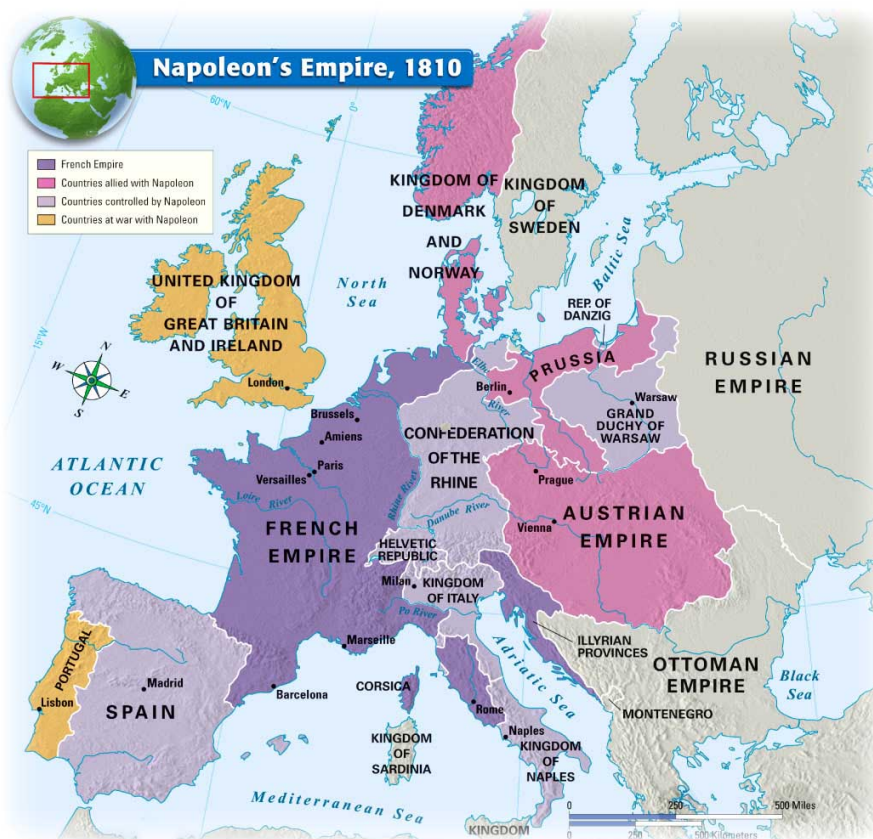 Napoleon's Empire, 1810
French Empire
Countries allied with Napoleon
Countries controlled by Napoleon
Countries at war with Napoleon
60°N
0°
15°W
45°N
N
W
E
S
KINGDOM OF
DENMARK
AND
NORWAY
KINGDOM
OF
SWEDEN
Baltic Sea
North
Sea
UNITED KINGDOM
OF
GREAT BRITAIN
AND IRELAND
London
REP. OF
DANZIG
PRUSSIA
RUSSIAN
EMPIRE
Elbe
River
Berlin
Warsaw
GRAND
DUCHY OF
WARSAW
Brussels
Amiens
Paris
Versailles
CONFEDERATION
OF THE
RHINE
Rhine River
Prague
ATLANTIC
OCEAN
Loire River
Danube River
Vienna
AUSTRIAN
EMPIRE
FRENCH
EMPIRE
HELVETIC
REPUBLIC
Milan
KINGDOM
OF ITALY
Po River
Marseille
Adriatic Sea
ILLYRIAN
PROVINCES
OTTOMAN
EMPIRE
Black
Sea
MONTENEGRO
PORTUGAL
Lisbon
Madrid
SPAIN
Barcelona
CORSICA
Rome
KINGDOM
OF
SARDINIA
Naples
KINGDOM
OF
NAPLES
Mediterranean Sea
KINGDOM
0 250 500 Miles
0 250 500 Kilometers